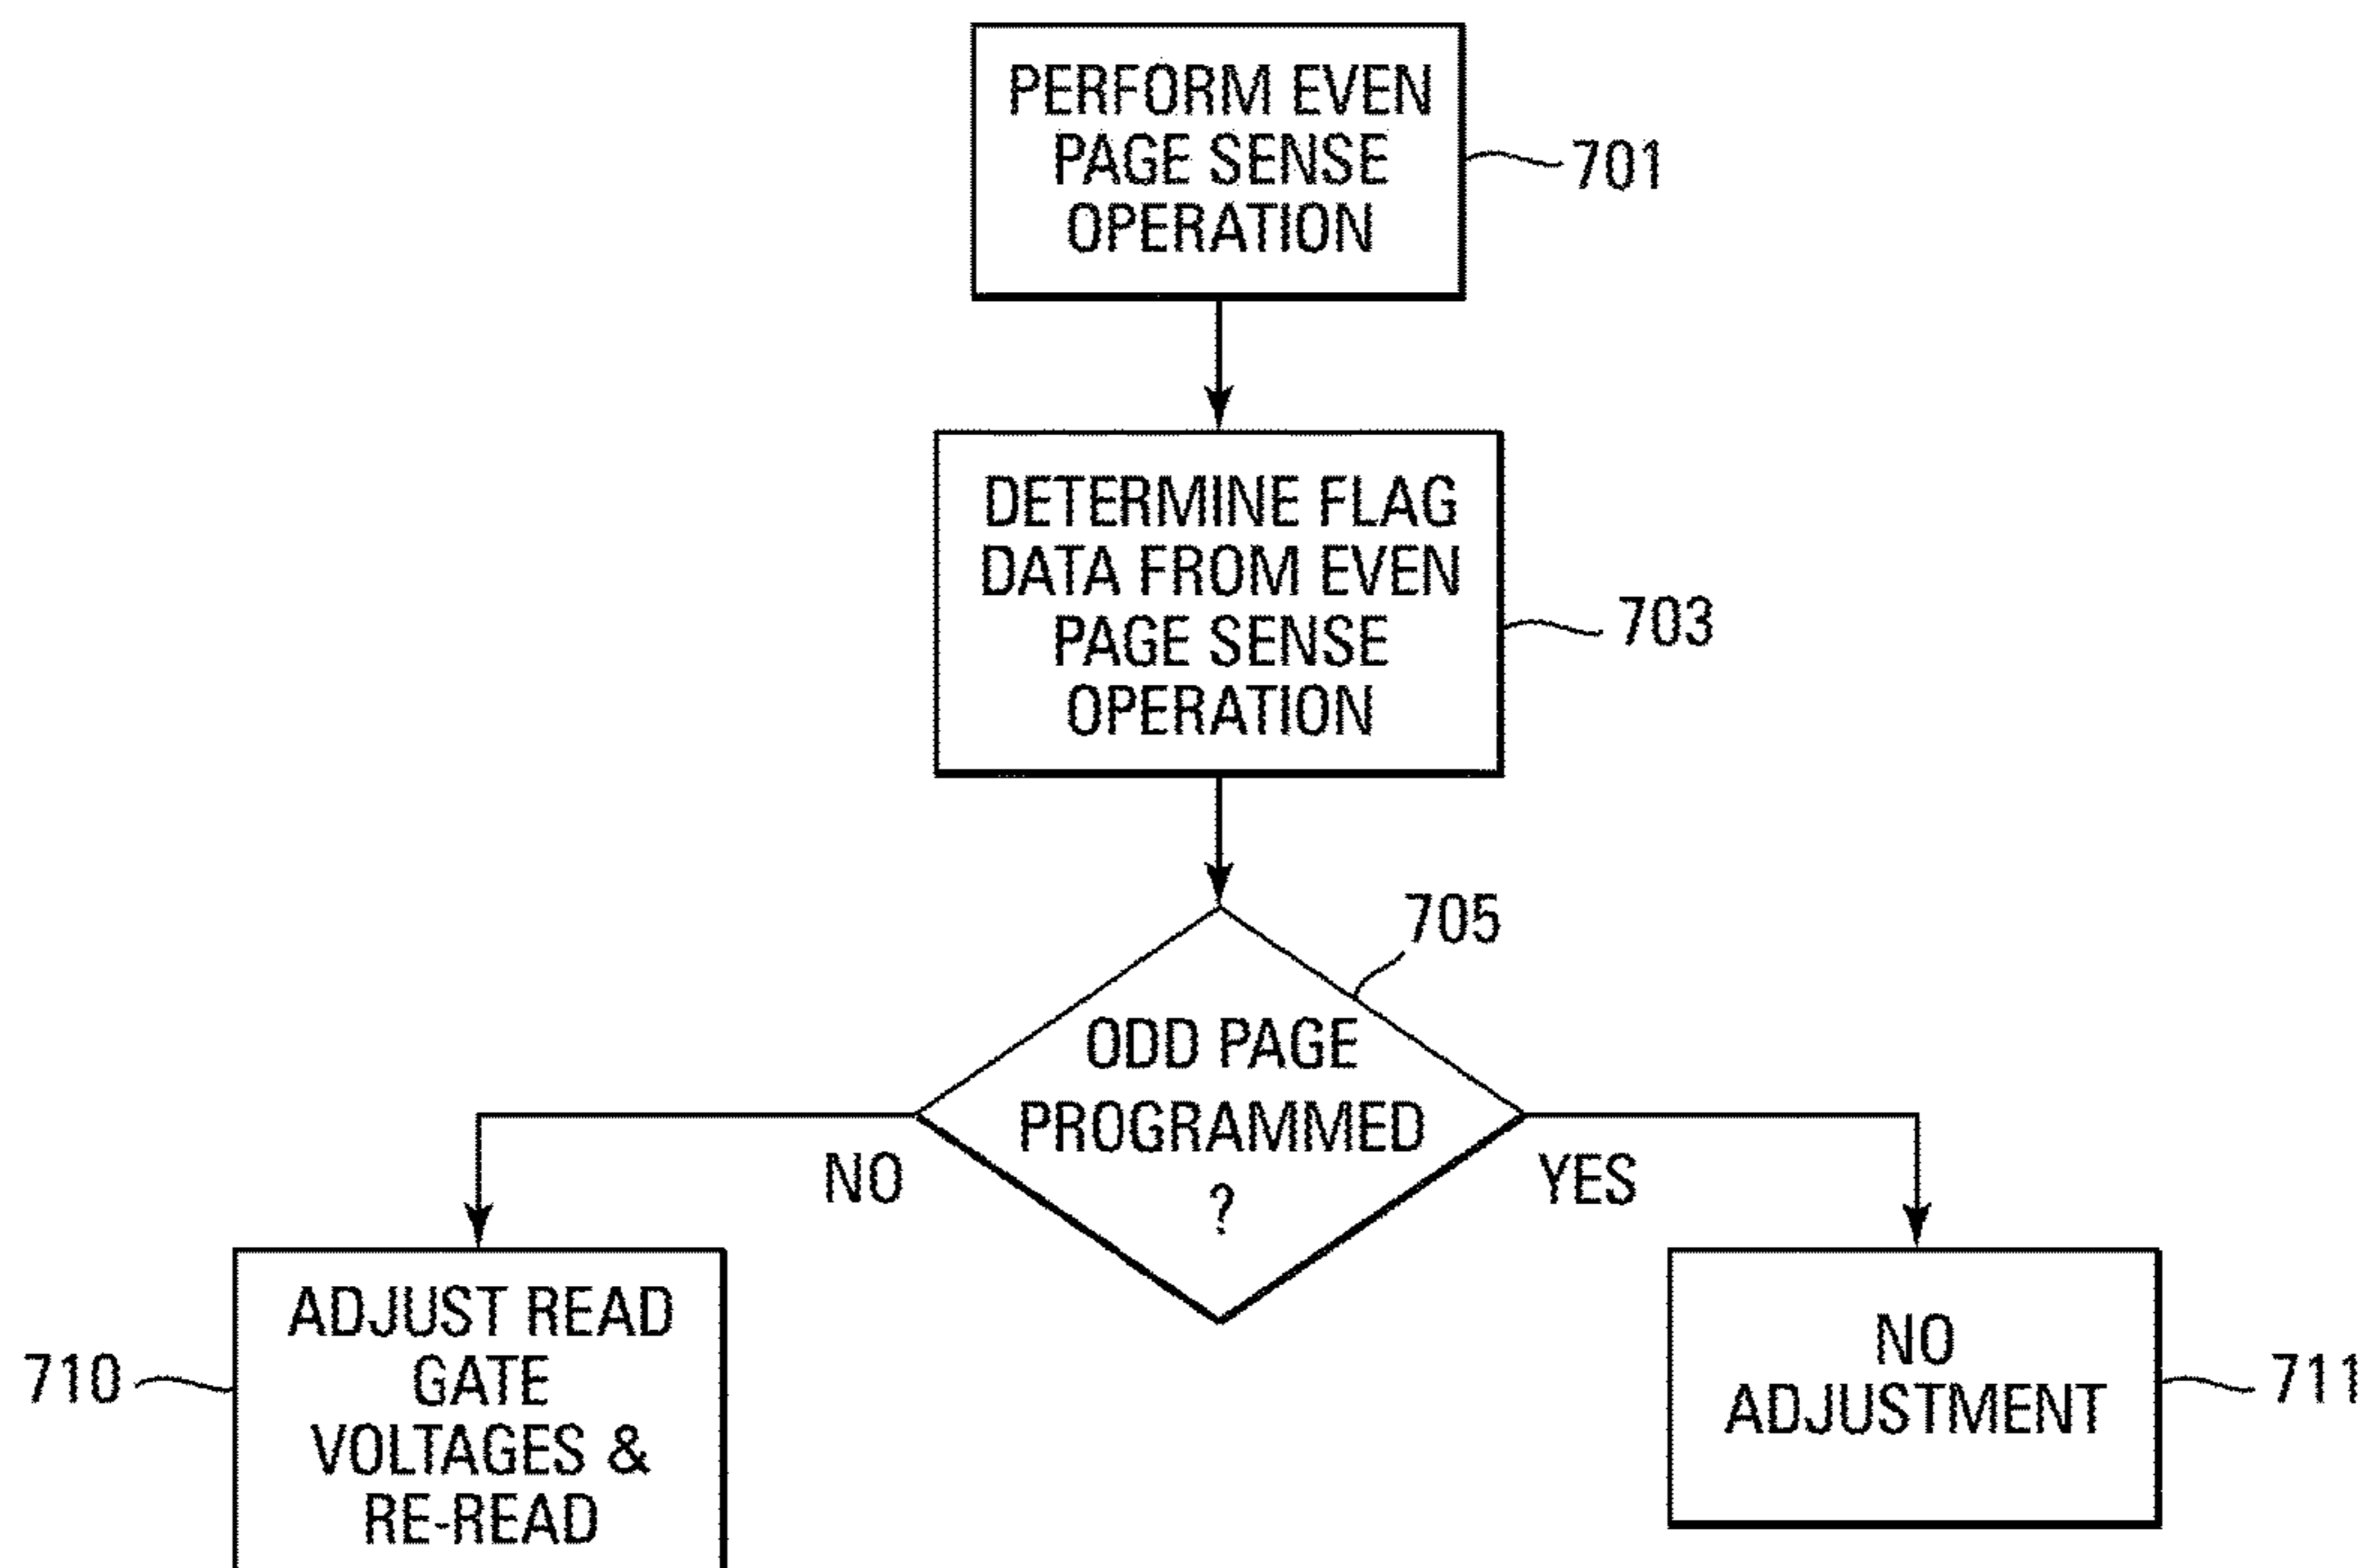 PERFORM EVEN
PAGE SENSE
OPERATION
701
DETERMINE FLAG
DATA FROM EVEN
PAGE SENSE
OPERATION
703
705
ODD PAGE
PROGRAMMED
?
NO
YES
ADJUST READ
GATE
VOLTAGES &
RE-READ
710
NO
ADJUSTMENT
711